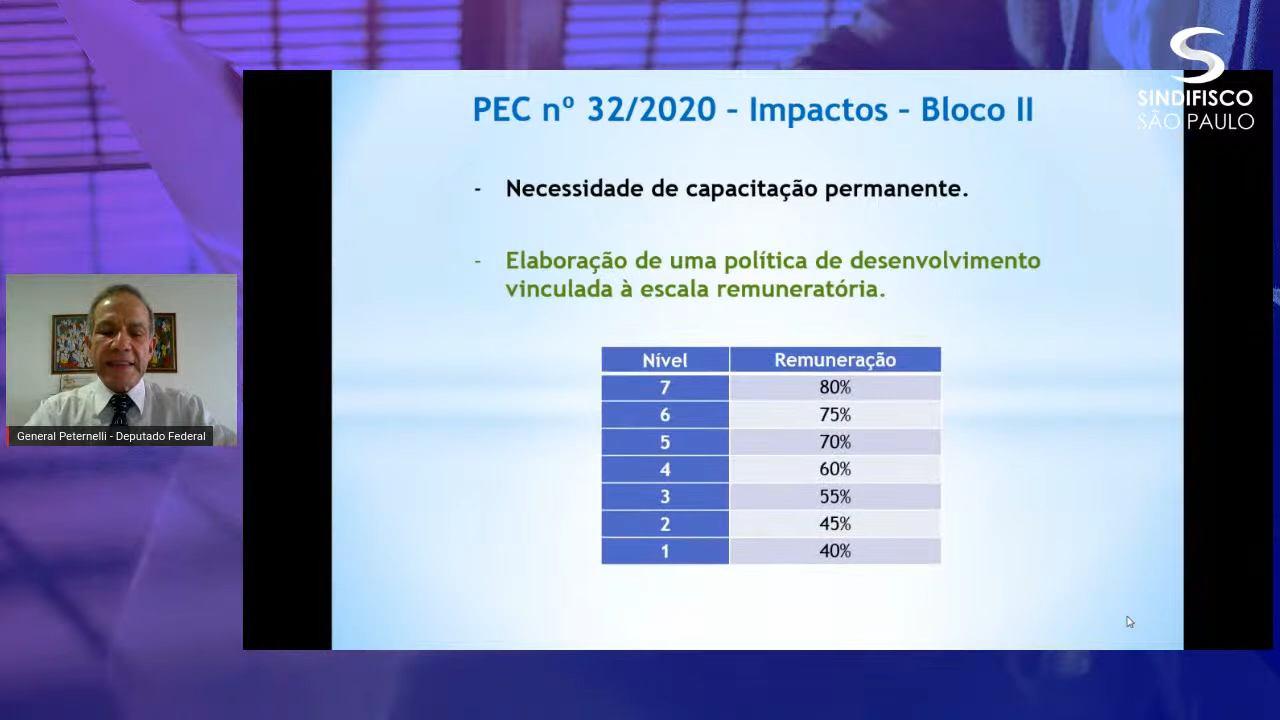 SINDIFISCO
SÃO PAULO
PEC nº 32/2020 – Impactos – Bloco II
- Necessidade de capacitação permanente.
- Elaboração de uma política de desenvolvimento
vinculada à escala remuneratória.
Nível Remuneração
7 80%
6 75%
5 70%
4 60%
3 55%
2 45%
1 40%
General Peternelli - Deputado Federal